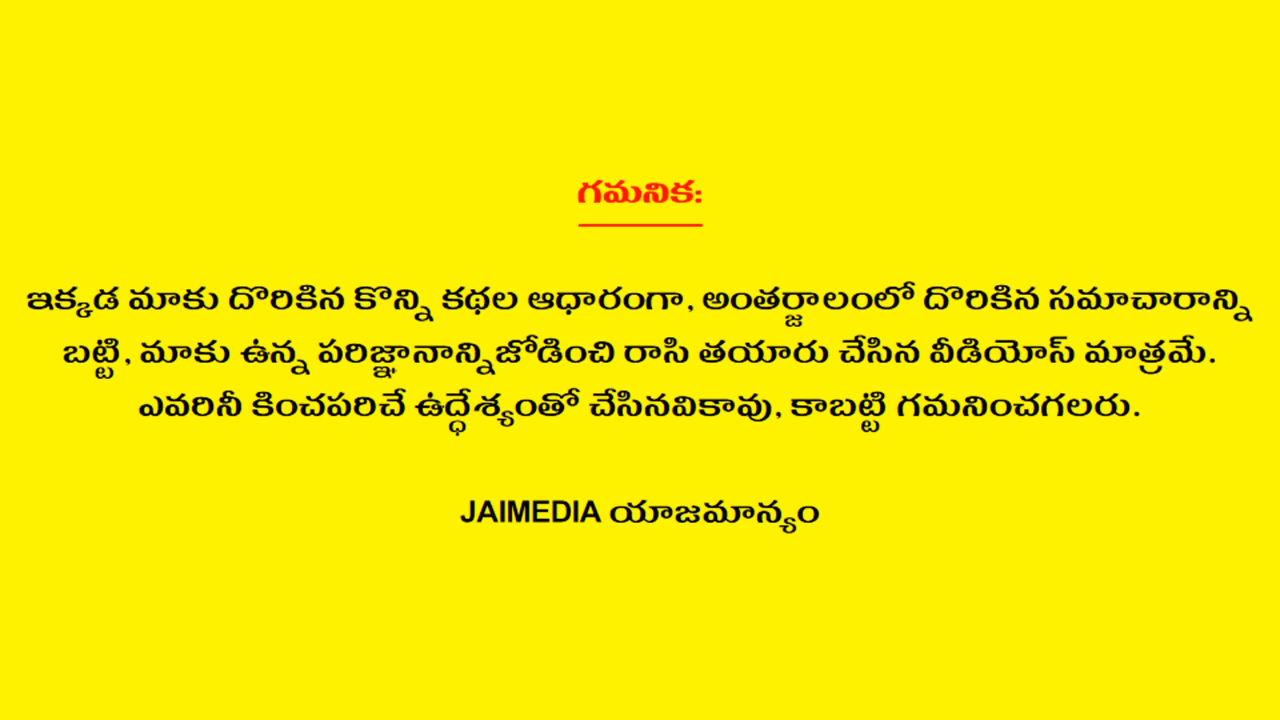 గమనిక:
ఇక్కడ మాకు దొరికిన కొన్ని కథల ఆధారంగా, అంతర్జాలంలో దొరికిన సమాచారాన్ని
బట్టి, మాకు ఉన్న పరిజ్ఞానాన్నిజోడించి రాసి తయారు చేసిన వీడియోస్ మాత్రమే.
ఎవరినీ కించపరిచే ఉద్ధేశ్యంతో చేసినవికావు, కాబట్టి గమనించగలరు.
JAIMEDIA యాజమాన్యం